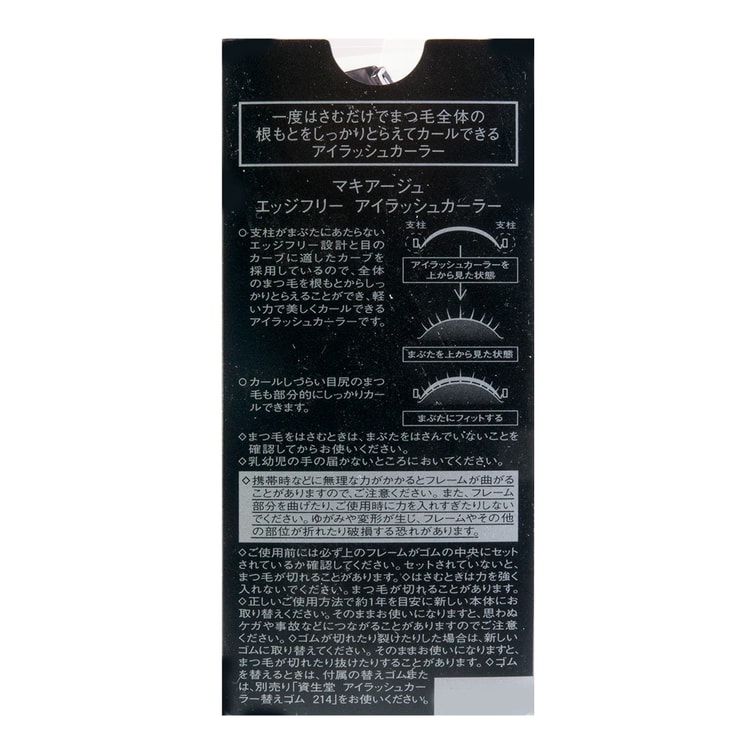 一度はさむだけでまつ毛全体の
根もとをしっかりとらえてカールできる
アイラッシュカーラー
マキアージュ
エッジフリー アイラッシュカーラー
○支柱がまぶたにあたらない
エッジフリー設計と目の
カーブに適したカーブを
採用しているので、全体
のまつ毛を根もとからしっ
かりとらえることができ、軽
い力で美しくカールできる
アイラッシュカーラーです。
支柱 支柱
アイラッシュカーラーを
上から見た状態
まぶたを上から見た状態
○カールしづらい目尻のまつ
毛も部分的にしっかりカー
ルできます。
まぶたにフィットする
◇まつ毛をはさむときは、まぶたをはさんでいないことを
確認してからお使いください。
◇乳幼児の手の届かないところにおいてください。
◇携帯時などに無理な力がかかるとフレームが曲がる
ことがありますので、ご注意ください。また、フレーム
部分を曲げたり、ご使用時に力を入れすぎたりしない
でください。ゆがみや変形が生じ、フレームやその他
の部位が折れたり破損する恐れがあります。
◇ご使用前には必ず上のフレームがゴムの中央にセット
されているか確認してください。セットされていないと、
まつ毛が切れることがあります。◇はさむときは力を強く
入れないでください。まつ毛が切れることがあります。
◇正しいご使用方法で約1年を目安に新しい本体にお
取り替えください。そのままお使いになりますと、思わぬ
ケガや事故などにつながることがありますのでご注意
ください。◇ゴムが切れたり裂けたりした場合は、新しい
ゴムに取り替えてください。そのままお使いになりますと、
まつ毛が切れたり抜けたりすることがあります。◇ゴム
を替えるときは、付属の替えゴムまた
は、別売り「資生堂 アイラッシュカー
ラー替えゴム 214」をお使いください。